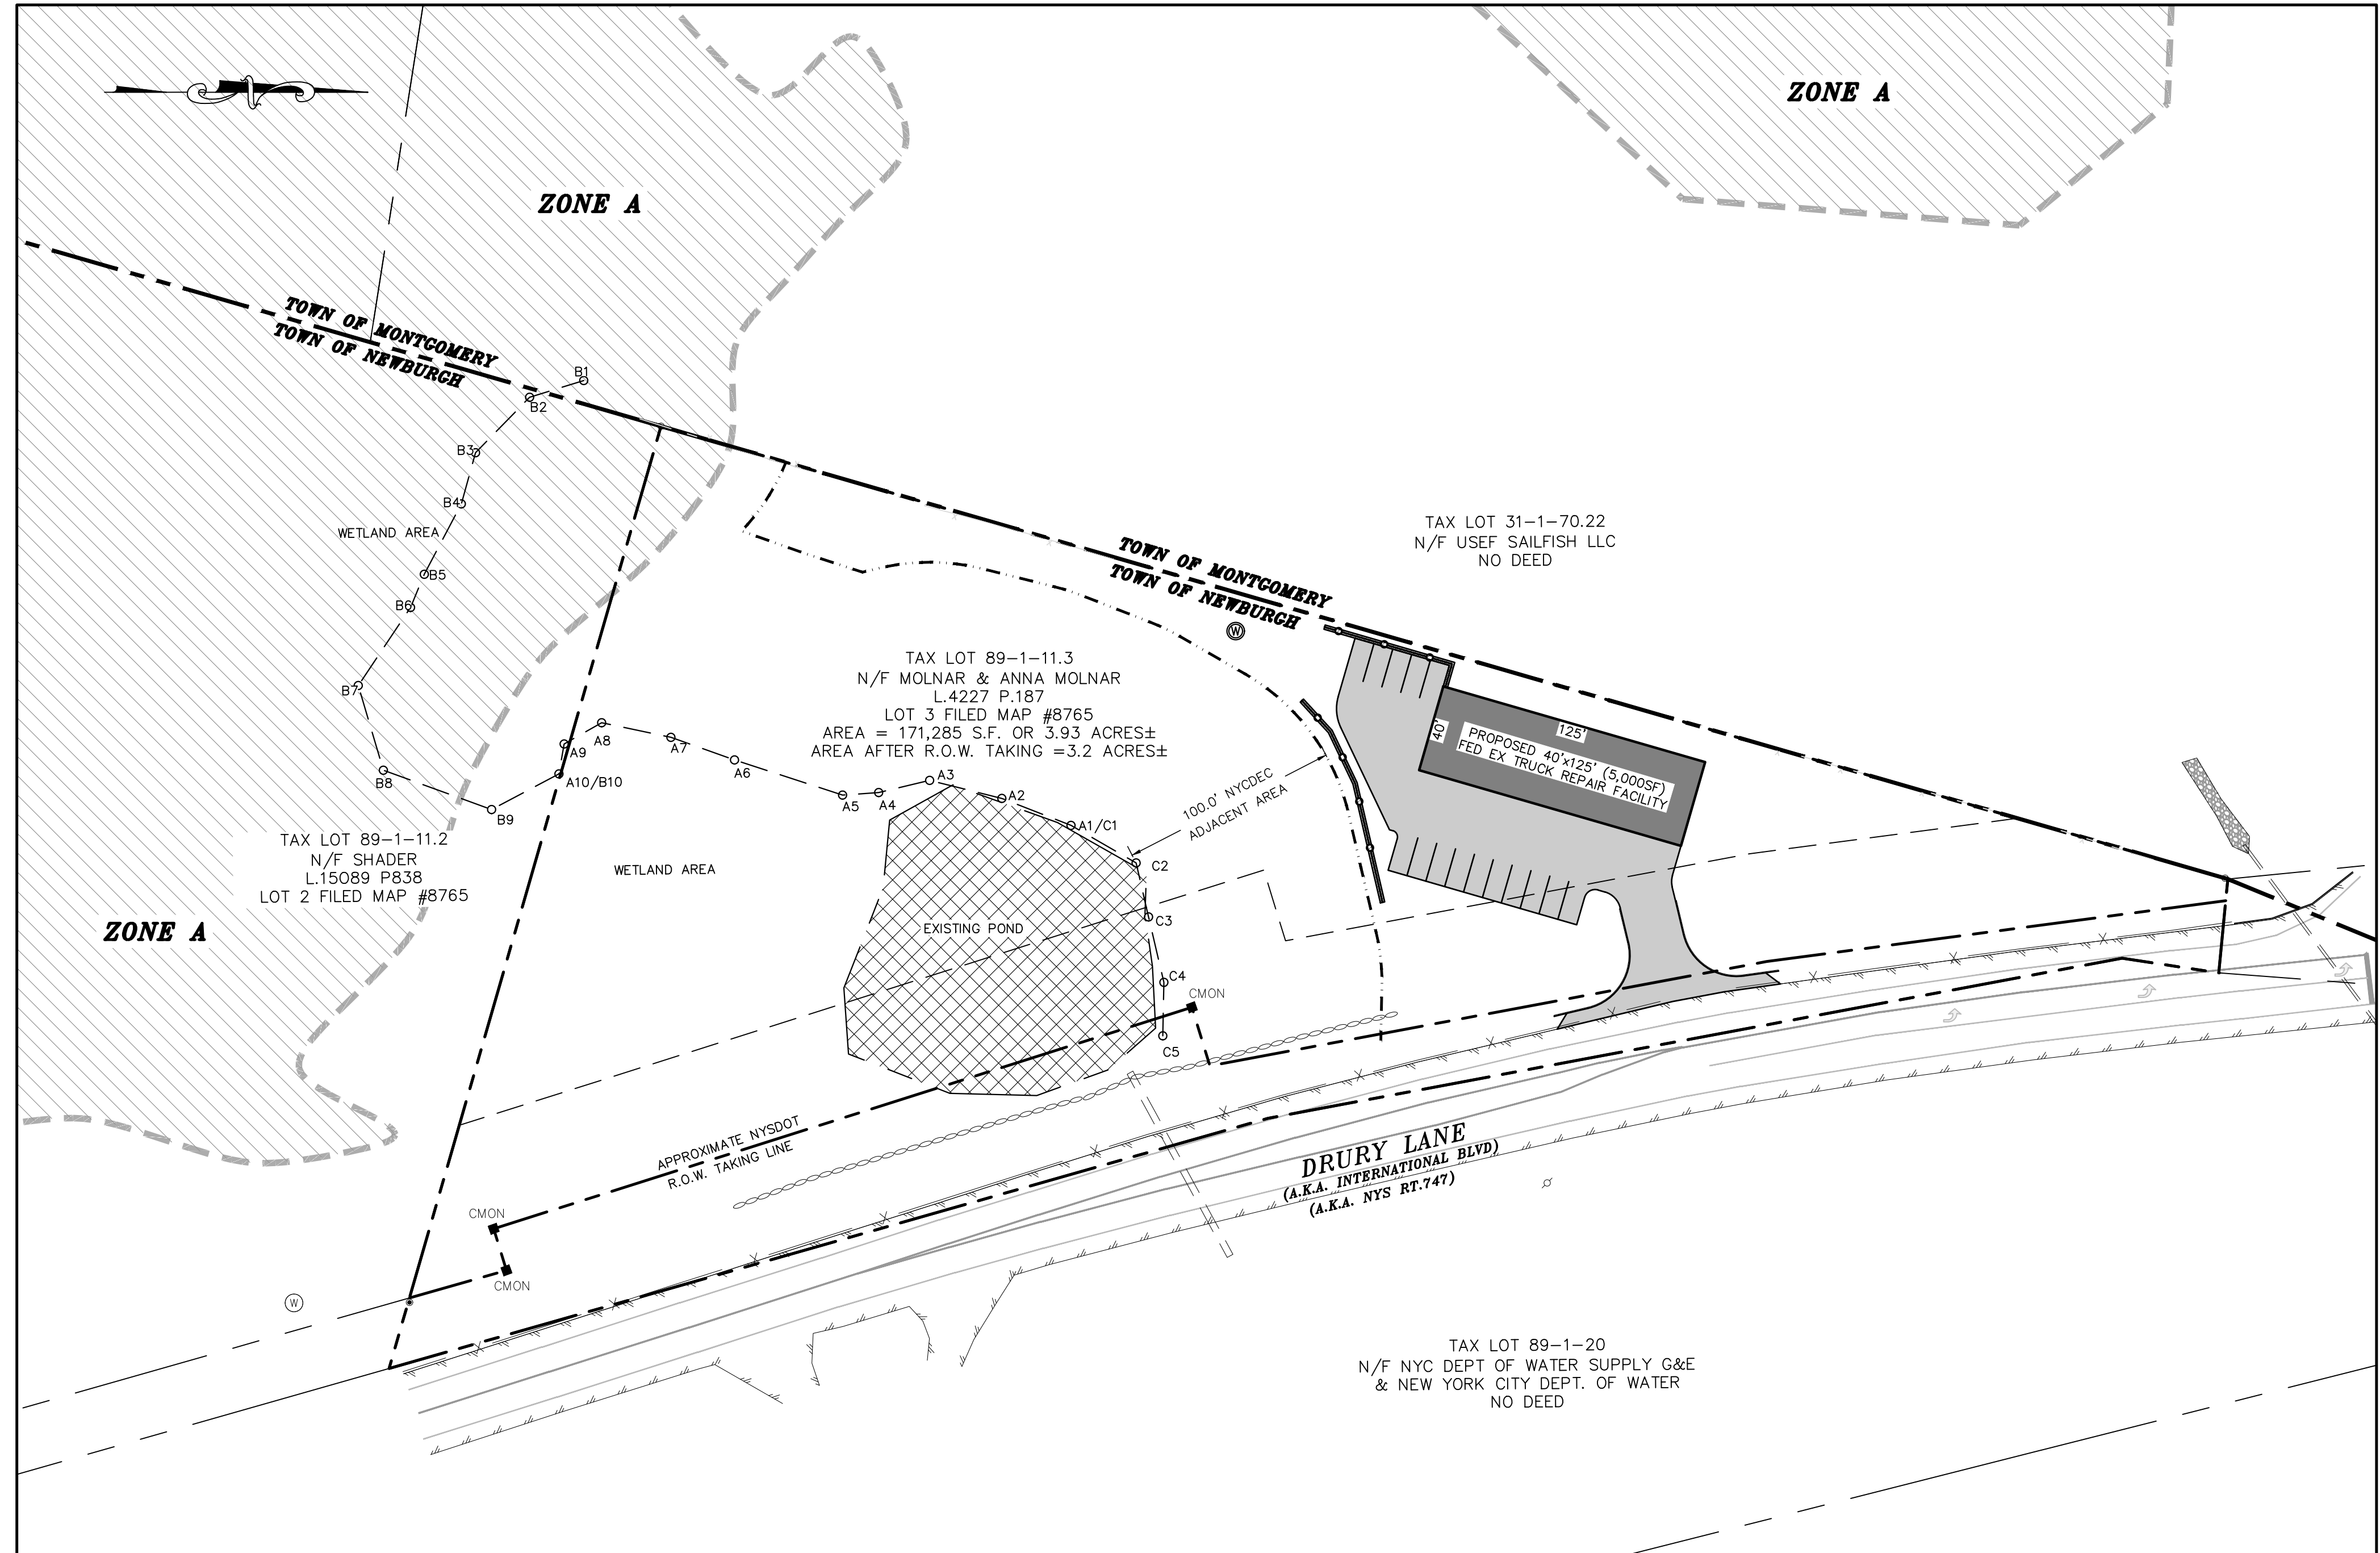 N
ZONE A
ZONE A
TOWN OF MONTGOMERY
TOWN OF NEWBURGH
B1
B2
B3
B4
WETLAND AREA
B5
B6
B7
B8
B9
A10/B10
A9
A8
A7
A6
A5
A4
A3
A2
A1/C1
C2
C3
C4
C5
TAX LOT 31-1-70.22
N/F USEF SAILFISH LLC
NO DEED
TOWN OF MONTGOMERY
TOWN OF NEWBURGH
W
TAX LOT 89-1-11.3
N/F MOLNAR & ANNA MOLNAR
L.4227 P.187
LOT 3 FILED MAP #8765
AREA = 171,285 S.F. OR 3.93 ACRES±
AREA AFTER R.O.W. TAKING =3.2 ACRES±
100.0' NYCDEC
ADJACENT AREA
40'
125'
PROPOSED 40'x125' (5,000SF)
FED EX TRUCK REPAIR FACILITY
TAX LOT 89-1-11.2
N/F SHADER
L.15089 P838
LOT 2 FILED MAP #8765
WETLAND AREA
ZONE A
EXISTING POND
CMON
APPROXIMATE NYSDOT
R.O.W. TAKING LINE
CMON
CMON
W
DRURY LANE
(A.K.A. INTERNATIONAL BLVD)
(A.K.A. NYS RT.747)
TAX LOT 89-1-20
N/F NYC DEPT OF WATER SUPPLY G&E
& NEW YORK CITY DEPT. OF WATER
NO DEED